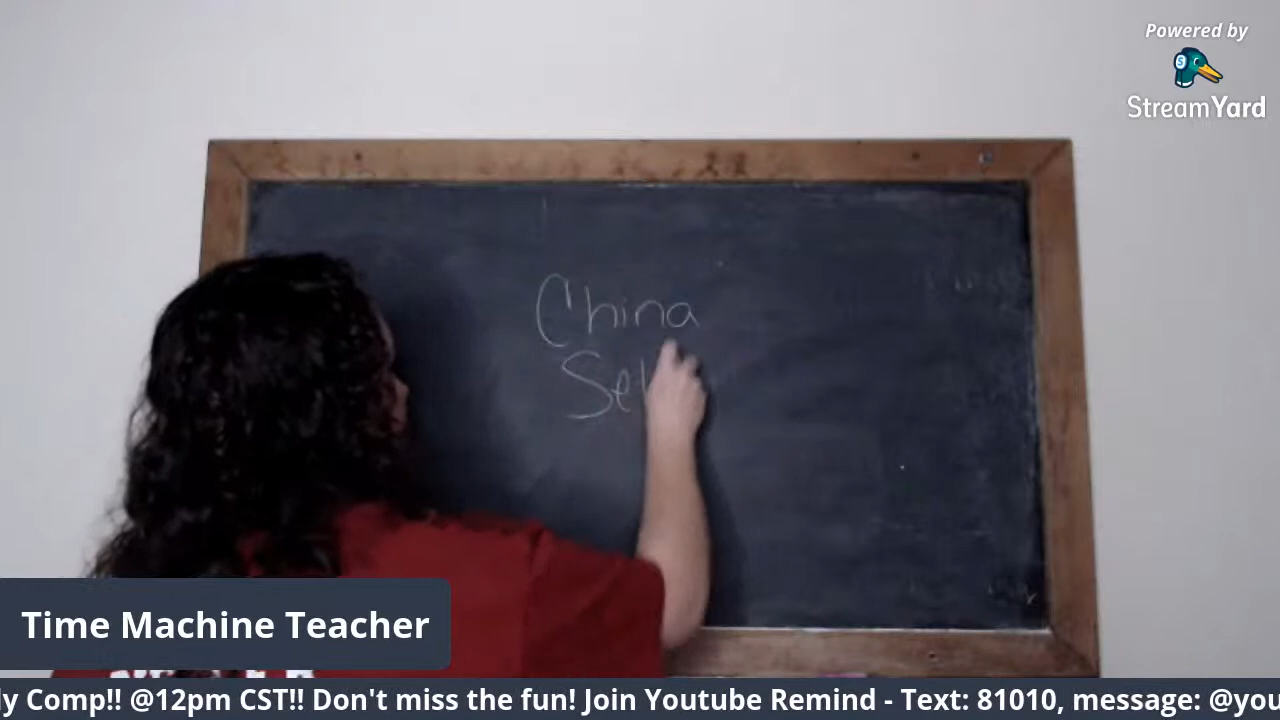 Powered by
StreamYard
China
Time Machine Teacher
ly Comp!! @12pm CST!! Don't miss the fun! Join Youtube Remind - Text: 81010, message: @you